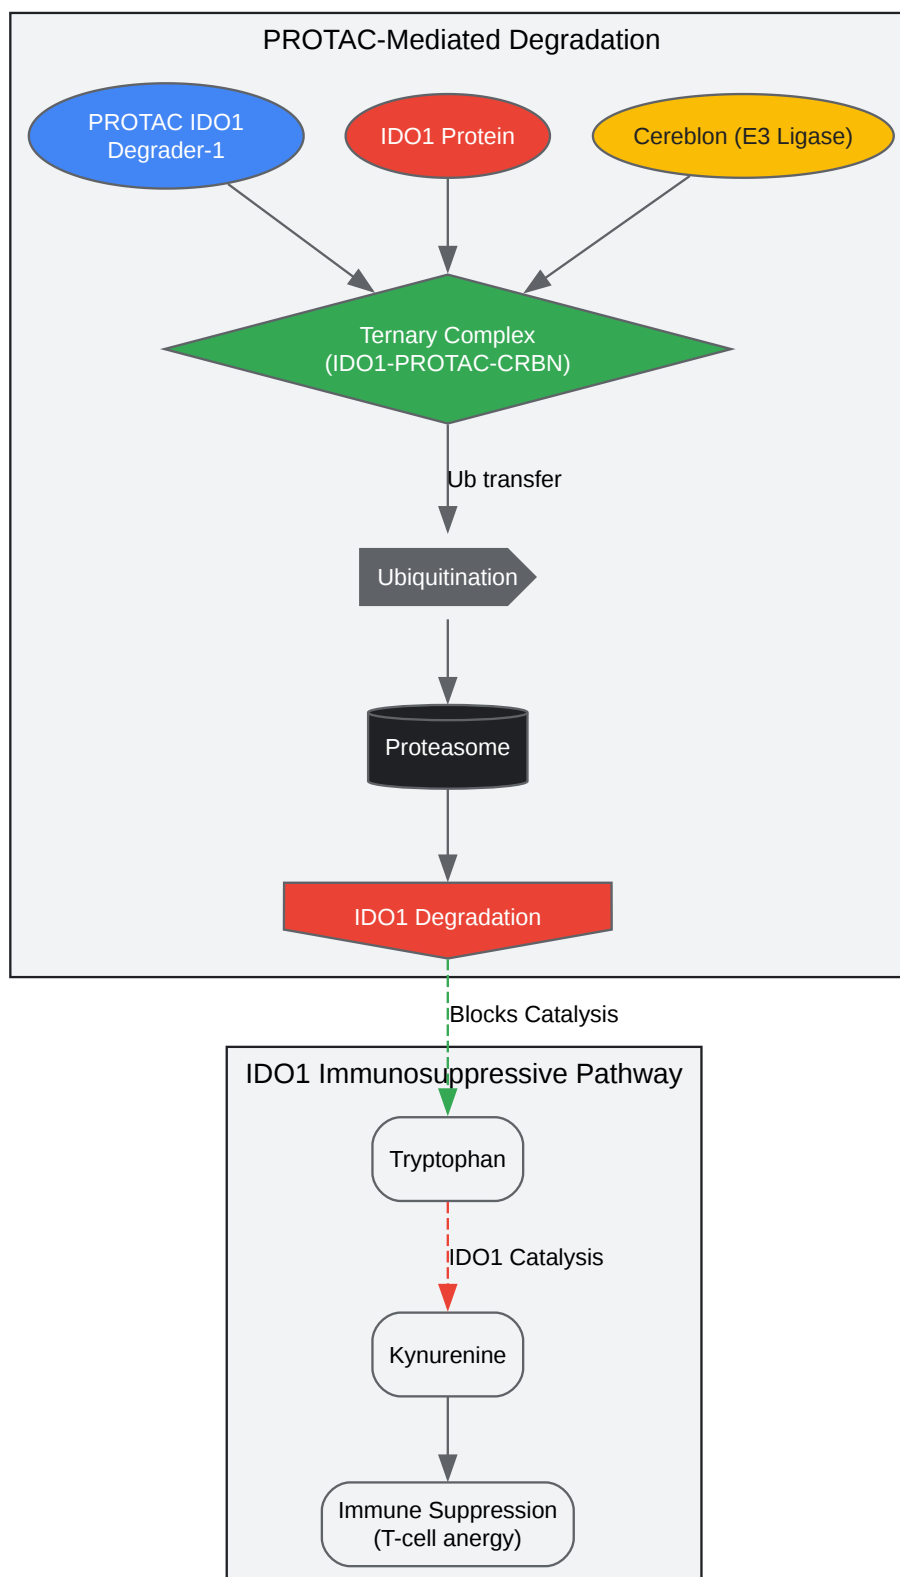 PROTAC-Mediated Degradation
PROTAC IDO1
Degrader-1
IDO1 Protein
Cereblon (E3 Ligase)
Ternary Complex
(IDO1-PROTAC-CRBN)
Ub transfer
Ubiquitination
Proteasome
IDO1 Degradation
Blocks Catalysis
IDO1 Immunosuppressive Pathway
Tryptophan
IDO1 Catalysis
Kynurenine
Immune Suppression
(T-cell anergy)